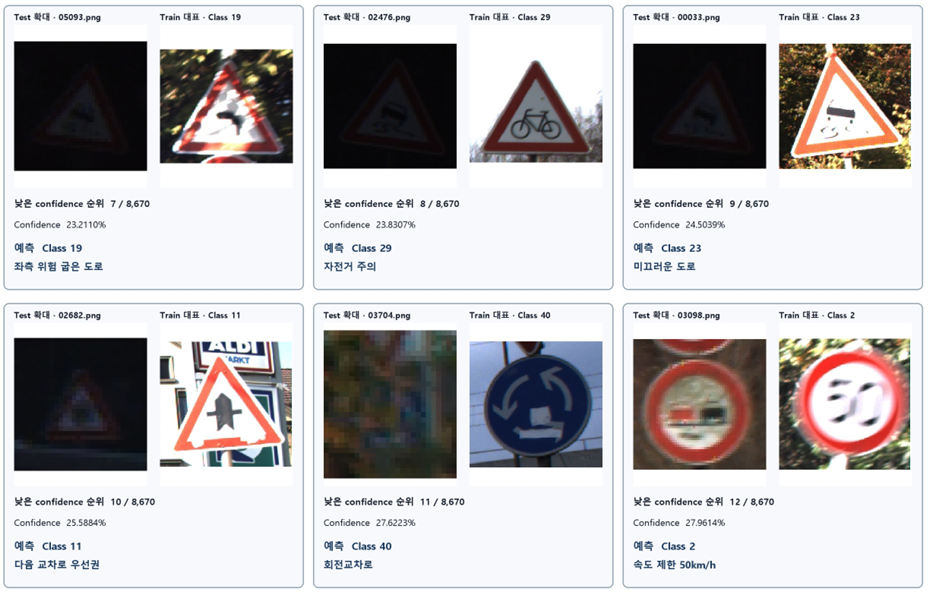 Test 확대 · 05093.png
Train 대표 · Class 19
낮은 confidence 순위 7 / 8,670
Confidence 23.2110%
예측 Class 19
좌측 위험 굽은 도로
Test 확대 · 02476.png
Train 대표 · Class 29
낮은 confidence 순위 8 / 8,670
Confidence 23.8307%
예측 Class 29
자전거 주의
Test 확대 · 00033.png
Train 대표 · Class 23
낮은 confidence 순위 9 / 8,670
Confidence 24.5039%
예측 Class 23
미끄러운 도로
Test 확대 · 02682.png
Train 대표 · Class 11
ALDI
MARKT
낮은 confidence 순위 10 / 8,670
Confidence 25.5884%
예측 Class 11
다음 교차로 우선권
Test 확대 · 03704.png
Train 대표 · Class 40
낮은 confidence 순위 11 / 8,670
Confidence 27.6223%
예측 Class 40
회전교차로
Test 확대 · 03098.png
Train 대표 · Class 2
50
낮은 confidence 순위 12 / 8,670
Confidence 27.9614%
예측 Class 2
속도 제한 50km/h